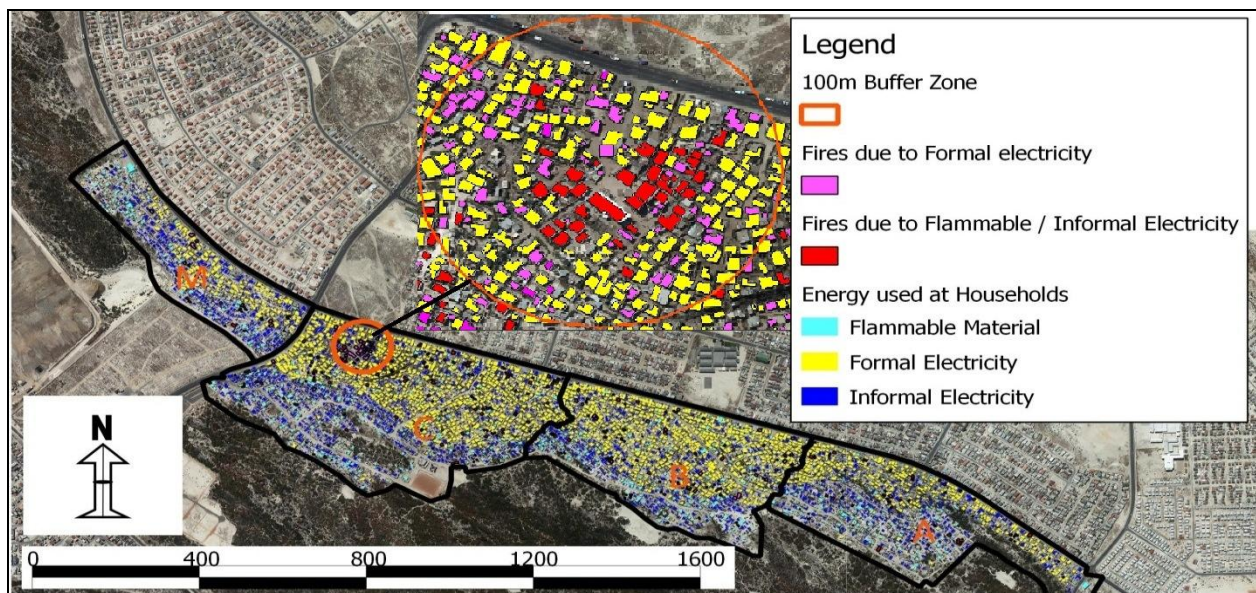 Legend
100m Buffer Zone
Fires due to Formal electricity
Fires due to Flammable / Informal Electricity
Energy used at Households
Flammable Material
Formal Electricity
Informal Electricity
M
C
B
A
N
0 400 800 1200 1600